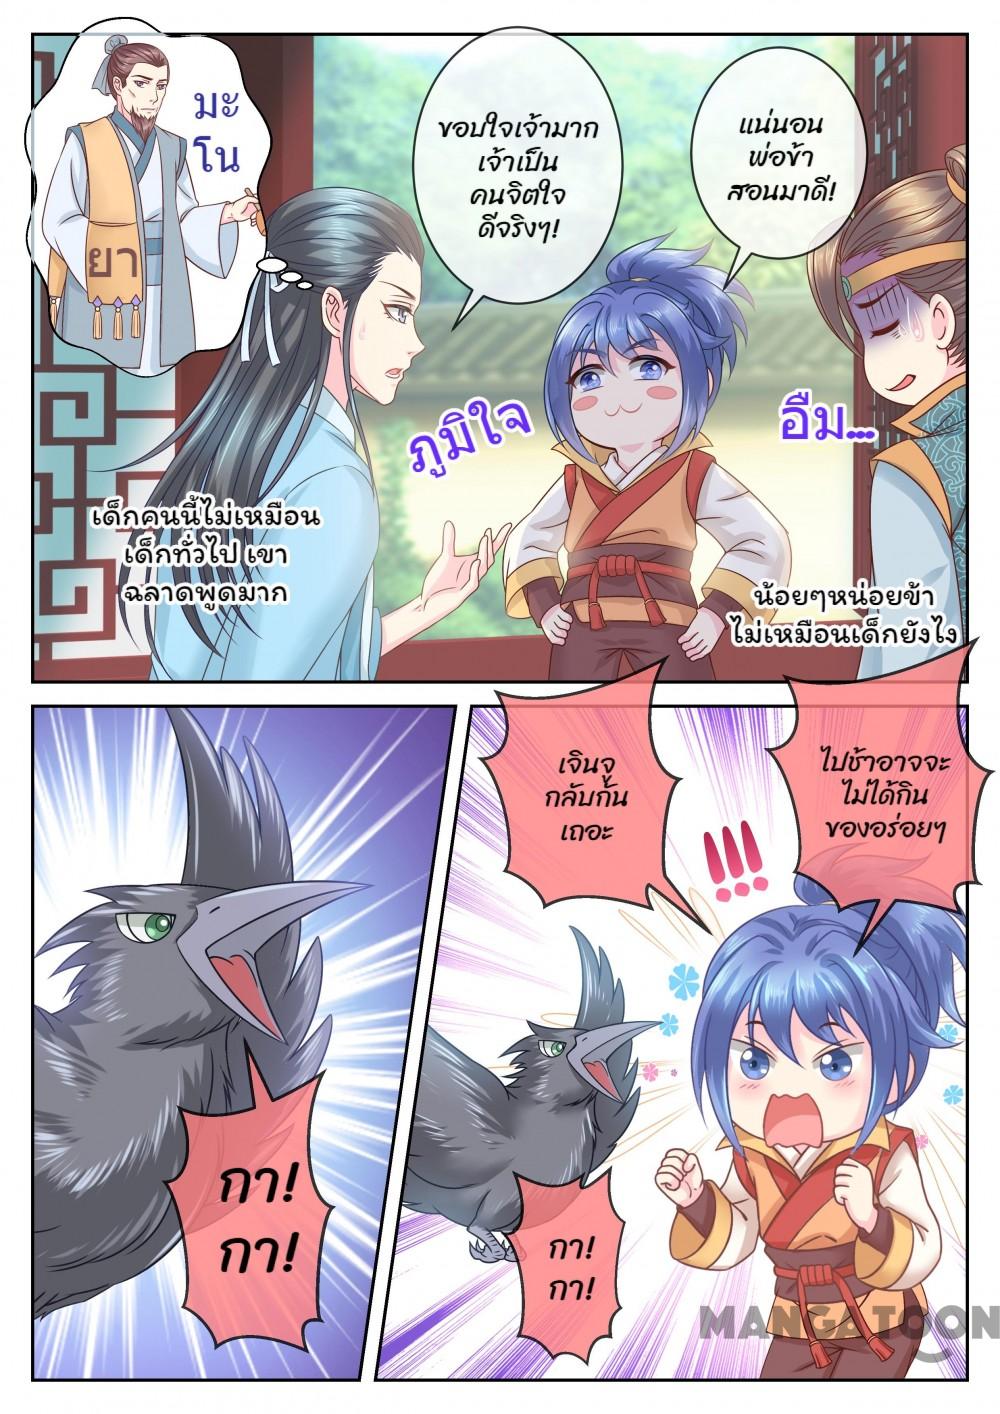 มะ
โน
ยา
ขอบใจเจ้ามาก
เจ้าเป็น
คนจิตใจ
ดีจริงๆ!
แน่นอน
พ่อข้า
สอนมาดี!
ภูมิใจ
อืม...
เด็กคนนี้ไม่เหมือน
เด็กทั่วไป เขา
ฉลาดพูดมาก
น้อยๆหน่อยข้า
ไม่เหมือนเด็กยังไง
กา!
กา!
เจินจู
กลับกัน
เถอะ
ไปช้าอาจจะ
ไม่ได้กิน
ของอร่อยๆ
!!!
กา!
กา!
MANGATOON